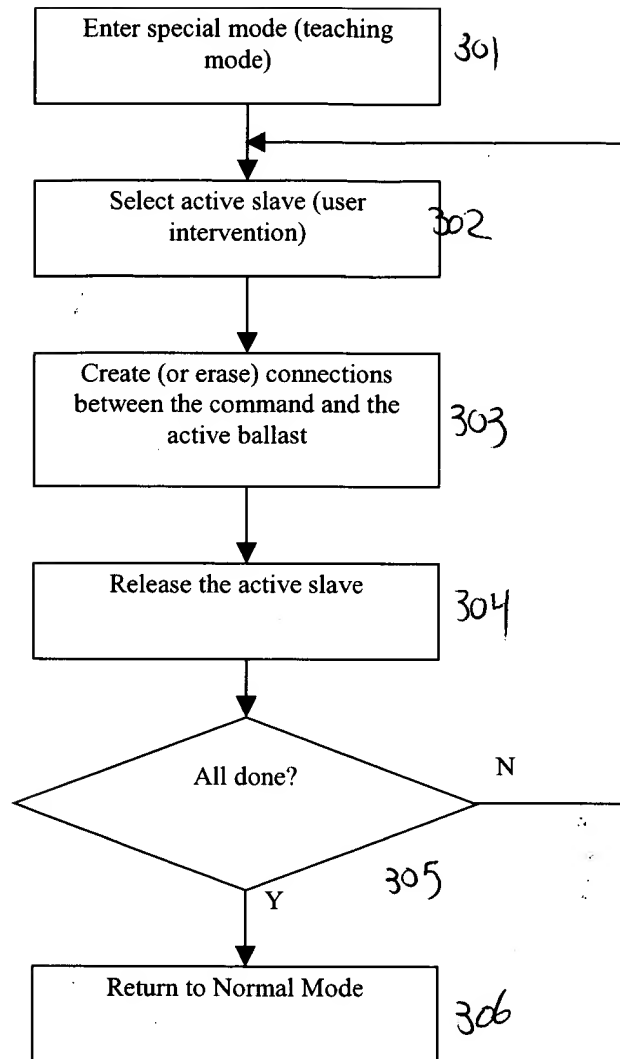 Enter special mode (teaching
mode)
301
Select active slave (user
intervention)
302
Create (or erase) connections
between the command and the
active ballast
303
Release the active slave
304
All done?
N
305
Y
Return to Normal Mode
306